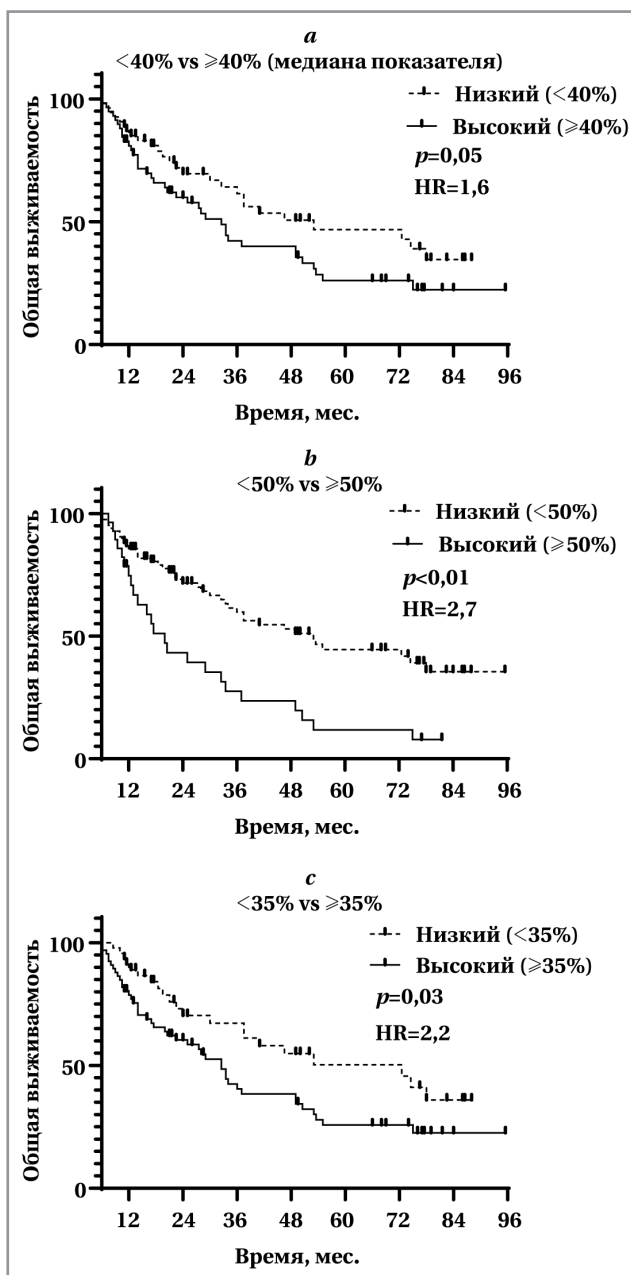 a
<40% vs ≥40% (медиана показателя)
Низкий (<40%)
Высокий (≥40%)
p=0,05
HR=1,6
Общая выживаемость
100
50
0
12 24 36 48 60 72 84 96
Время, мес.
b
<50% vs ≥50%
Низкий (<50%)
Высокий (≥50%)
p<0,01
HR=2,7
Общая выживаемость
100
50
0
12 24 36 48 60 72 84 96
Время, мес.
c
<35% vs ≥35%
Низкий (<35%)
Высокий (≥35%)
p=0,03
HR=2,2
Общая выживаемость
100
50
0
12 24 36 48 60 72 84 96
Время, мес.